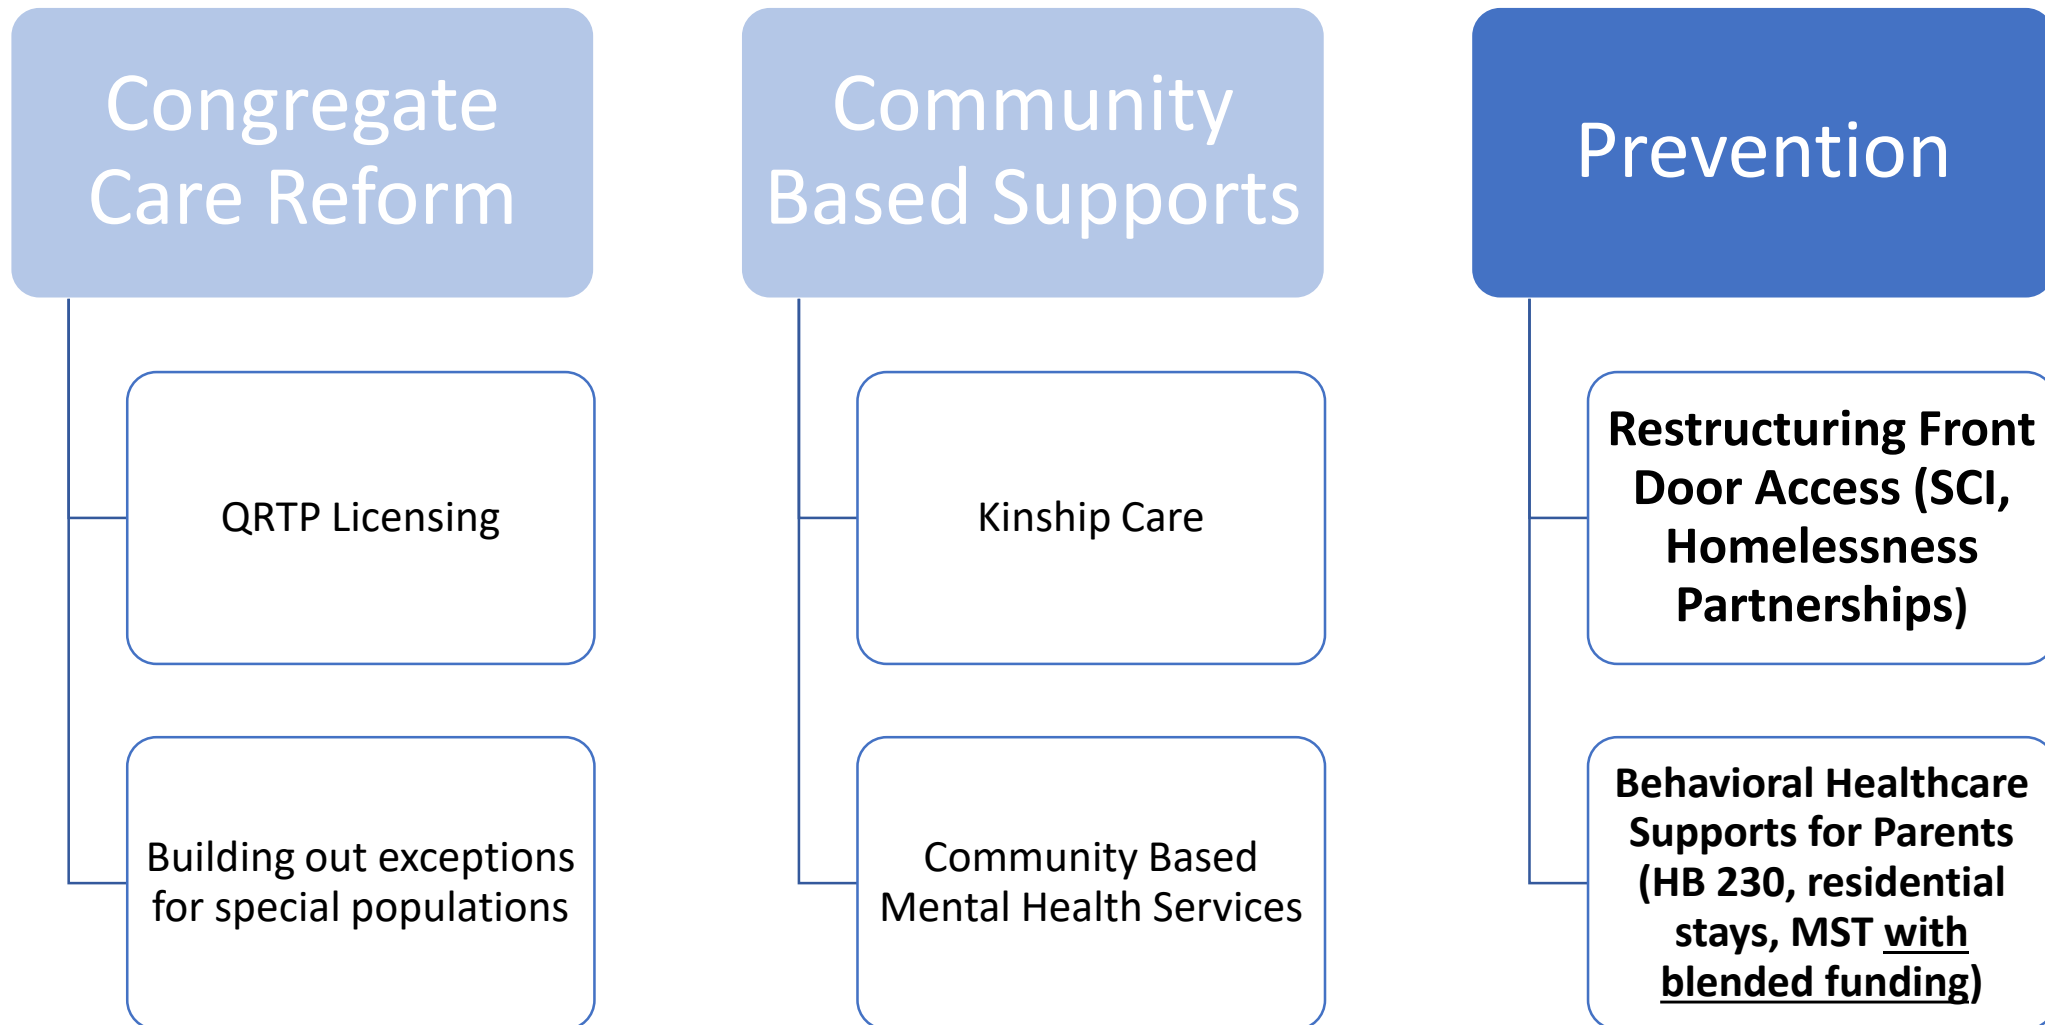 Congregate
Care Reform
QRTP Licensing
Building out exceptions
for special populations
Community
Based Supports
Kinship Care
Community Based
Mental Health Services
Prevention
Restructuring Front
Door Access (SCI,
Homelessness
Partnerships)
Behavioral Healthcare
Supports for Parents
(HB 230, residential
stays, MST with
blended funding)